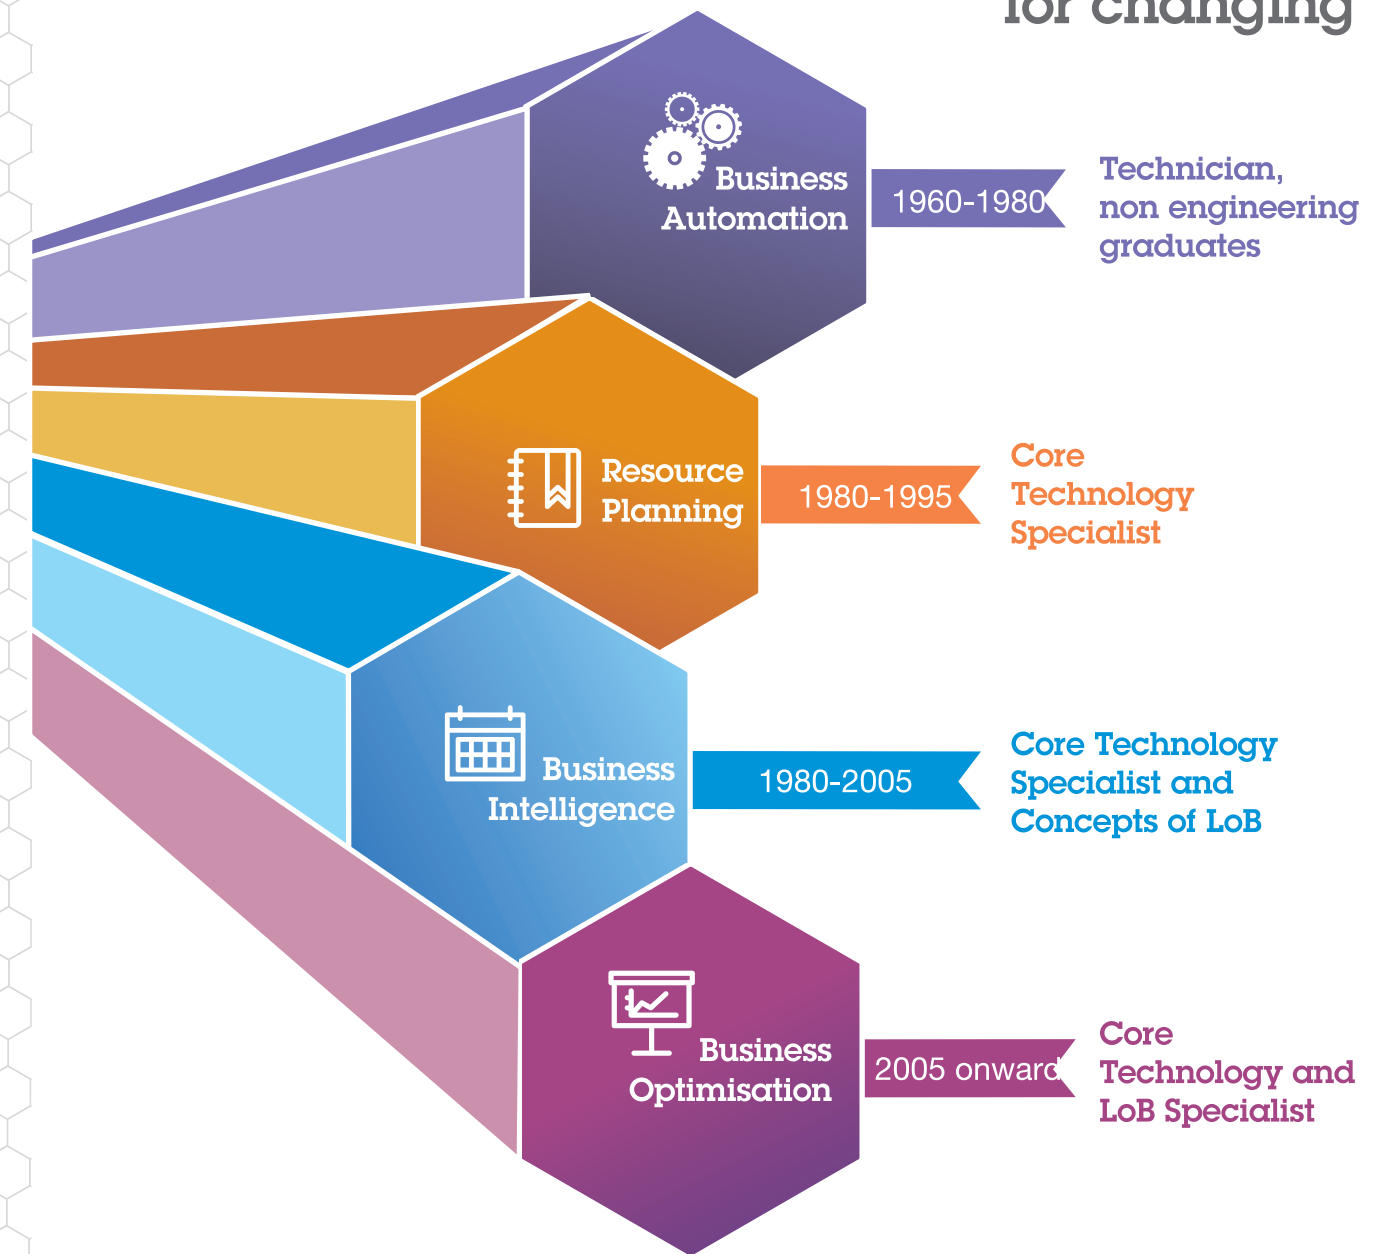 for changing
Business
Automation
1960-1980
Technician,
non engineering
graduates
Resource
Planning
1980-1995
Core
Technology
Specialist
Business
Intelligence
1980-2005
Core Technology
Specialist and
Concepts of LoB
Business
Optimisation
2005 onward
Core
Technology and
LoB Specialist